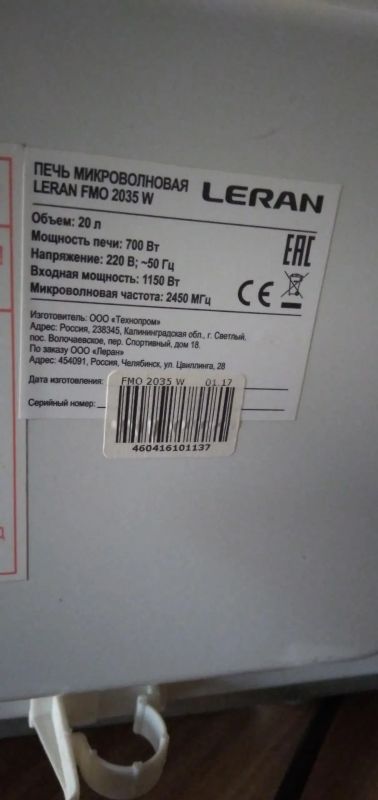 ПЕЧЬ МИКРОВОЛНОВАЯ
LERAN FMO 2035 W
LERAN
Объем: 20 л
Мощность печи: 700 Вт
Напряжение: 220 В; ~50 Гц
Входная мощность: 1150 Вт
Микроволновая частота: 2450 МГц
EAC
CE
Изготовитель: ООО «Технопром»
Адрес: Россия, 238345, Калининградская обл., г. Светлый,
пос. Волочаевское, пер. Спортивный, дом 18.
По заказу ООО «Леран»
Адрес: 454091, Россия, Челябинск, ул. Цвиллинга, 28
Дата изготовления:
FMO 2035 W 01.17
Серийный номер:
460416101137